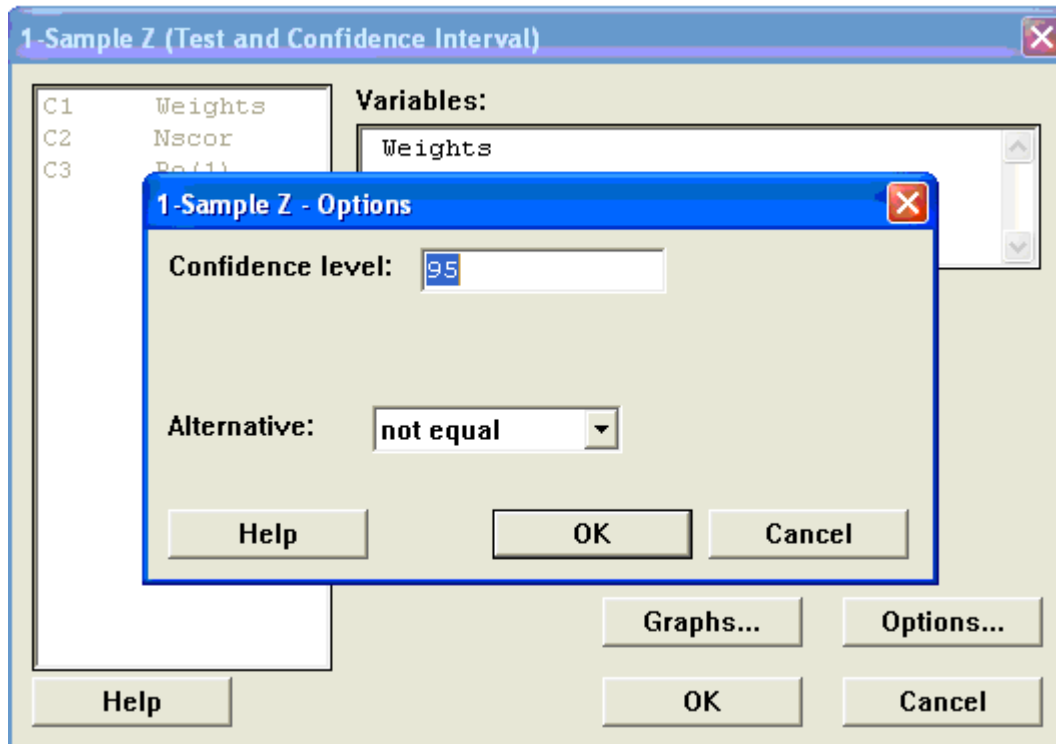 1-Sample Z (Test and Confidence Interval)
C1 Weights
C2 Nscor
C3
Variables:
Weights
1-Sample Z - Options
Confidence level: 95
Alternative: not equal
Help OK Cancel
Graphs... Options...
Help OK Cancel